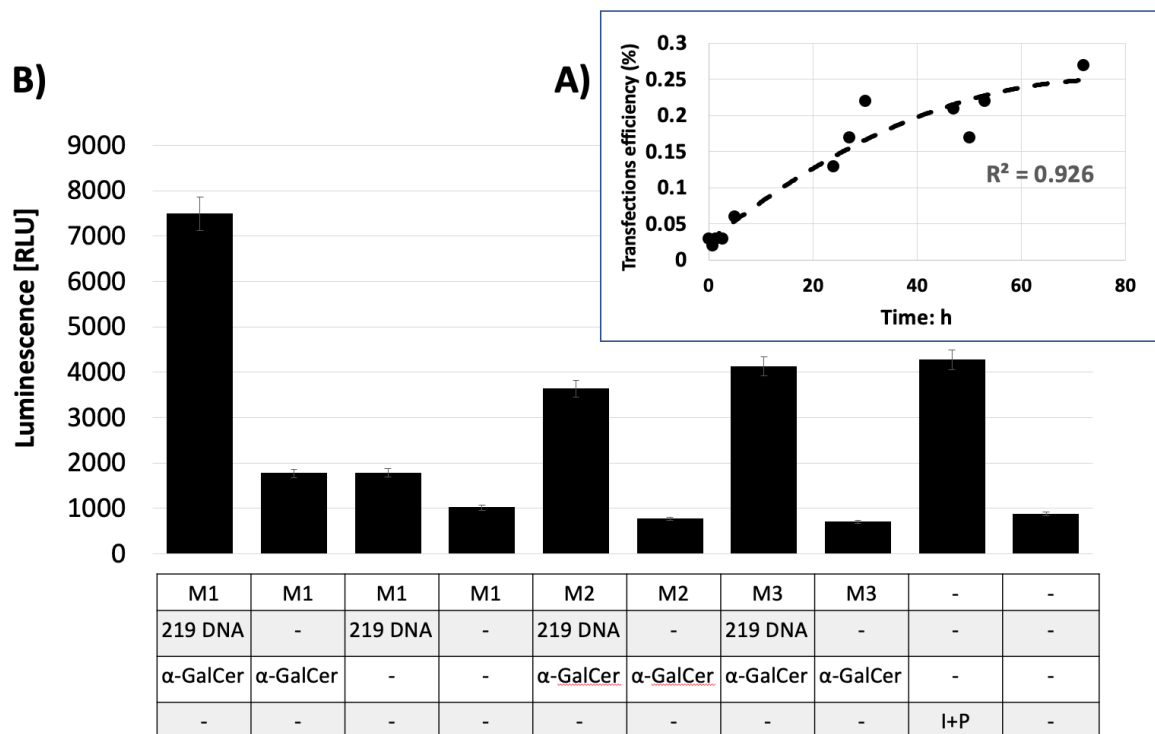 B)
A)
Transfections efficiency (%)
0.3
0.25
0.2
0.15
0.1
0.05
0
R² = 0.926
0 20 40 60 80
Time: h
Luminescence [RLU]
9000
8000
7000
6000
5000
4000
3000
2000
1000
0
M1 M1 M1 M1 M2 M2 M3 M3 - -
219 DNA - 219 DNA - 219 DNA - 219 DNA - - -
α-GalCer α-GalCer - - α-GalCer α-GalCer α-GalCer α-GalCer - -
- - - - - - - - I+P -